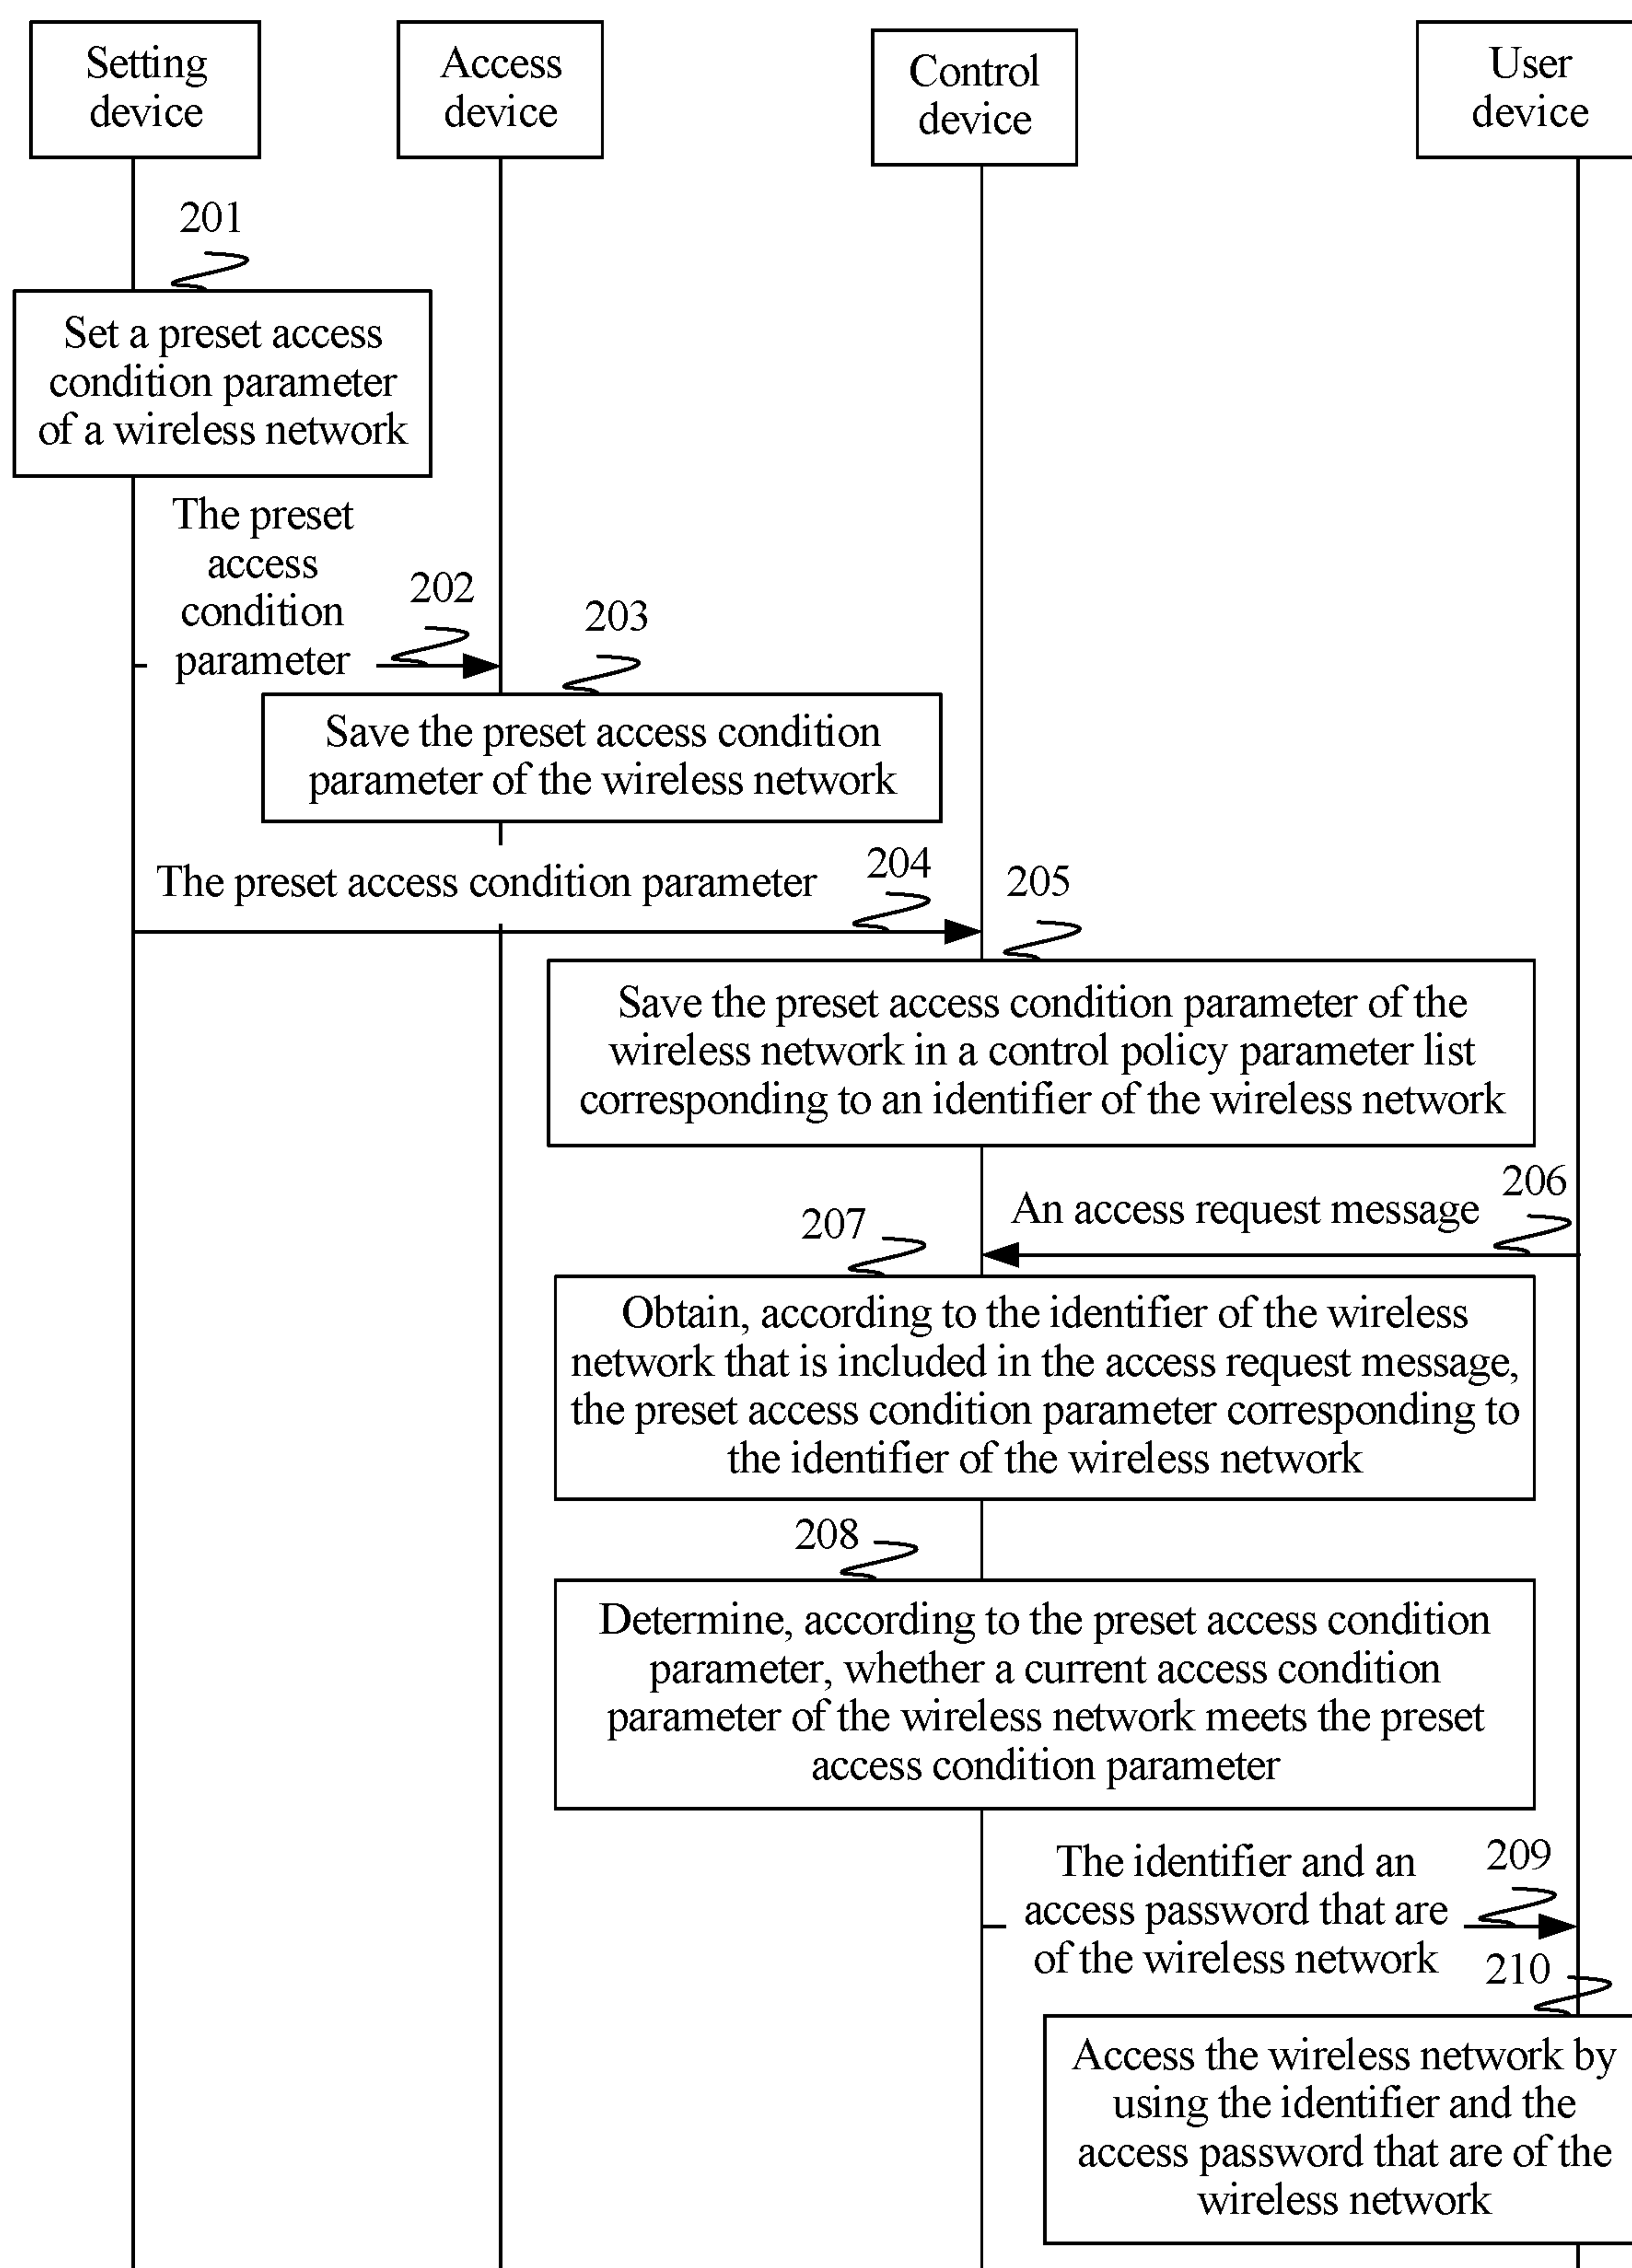 Setting
device
Access
device
Control
device
User
device
201
Set a preset access
condition parameter
of a wireless network
The preset
access
condition
parameter
202
203
Save the preset access condition
parameter of the wireless network
The preset access condition parameter
204
205
Save the preset access condition parameter of the
wireless network in a control policy parameter list
corresponding to an identifier of the wireless network
206
An access request message
207
Obtain, according to the identifier of the wireless
network that is included in the access request message,
the preset access condition parameter corresponding to
the identifier of the wireless network
208
Determine, according to the preset access condition
parameter, whether a current access condition
parameter of the wireless network meets the preset
access condition parameter
The identifier and an
access password that are
of the wireless network
209
210
Access the wireless network by
using the identifier and the
access password that are of the
wireless network